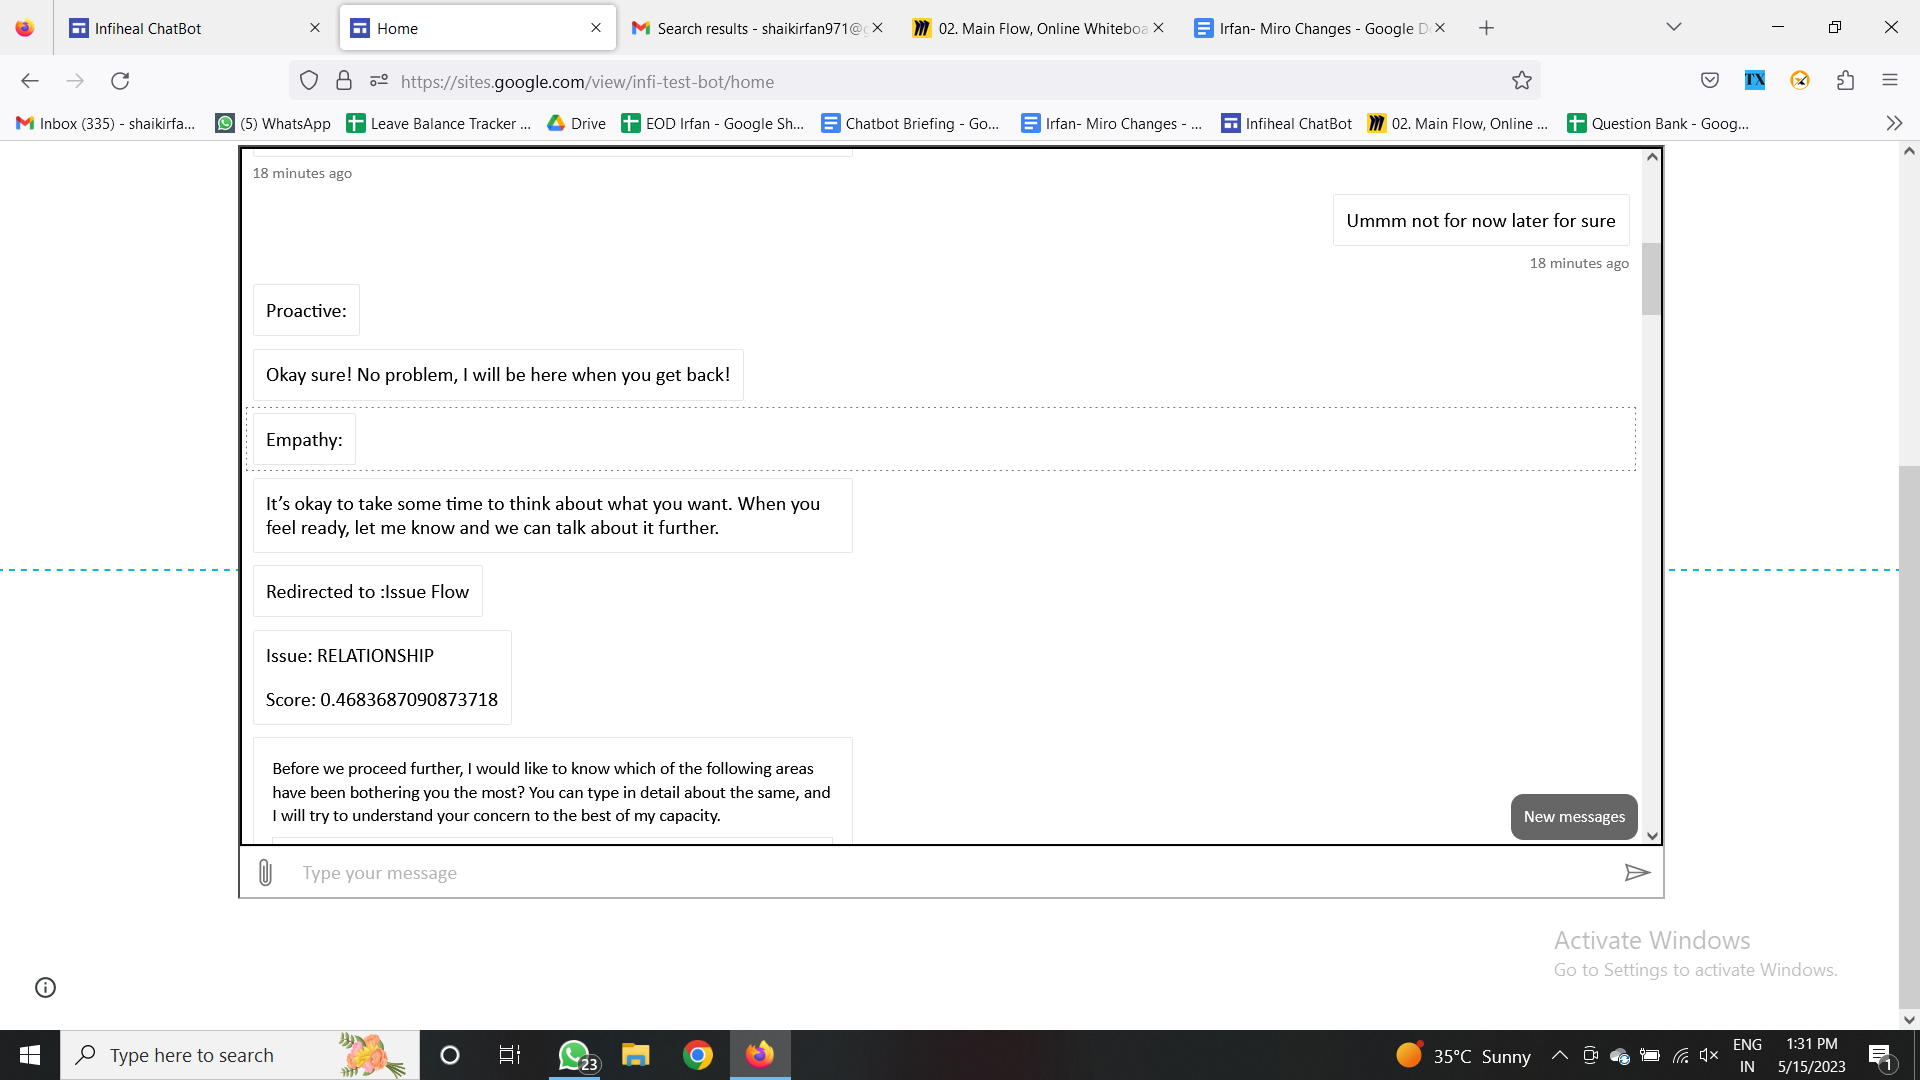 Infiheal ChatBot
Home
Search results - shaikirfan971@g
02. Main Flow, Online Whiteboa
Irfan- Miro Changes - Google D
https://sites.google.com/view/infi-test-bot/home
TX
Inbox (335) - shaikirfa...
(5) WhatsApp
Leave Balance Tracker ...
Drive
EOD Irfan - Google Sh...
Chatbot Briefing - Go...
Irfan- Miro Changes - ...
Infiheal ChatBot
02. Main Flow, Online ...
Question Bank - Goog...
18 minutes ago
Ummm not for now later for sure
18 minutes ago
Proactive:
Okay sure! No problem, I will be here when you get back!
Empathy:
It’s okay to take some time to think about what you want. When you
feel ready, let me know and we can talk about it further.
Redirected to :Issue Flow
Issue: RELATIONSHIP
Score: 0.4683687090873718
Before we proceed further, I would like to know which of the following areas
have been bothering you the most? You can type in detail about the same, and
I will try to understand your concern to the best of my capacity.
New messages
Type your message
Activate Windows
Go to Settings to activate Windows.
Type here to search
23
35°C Sunny
ENG
IN
1:31 PM
5/15/2023
1